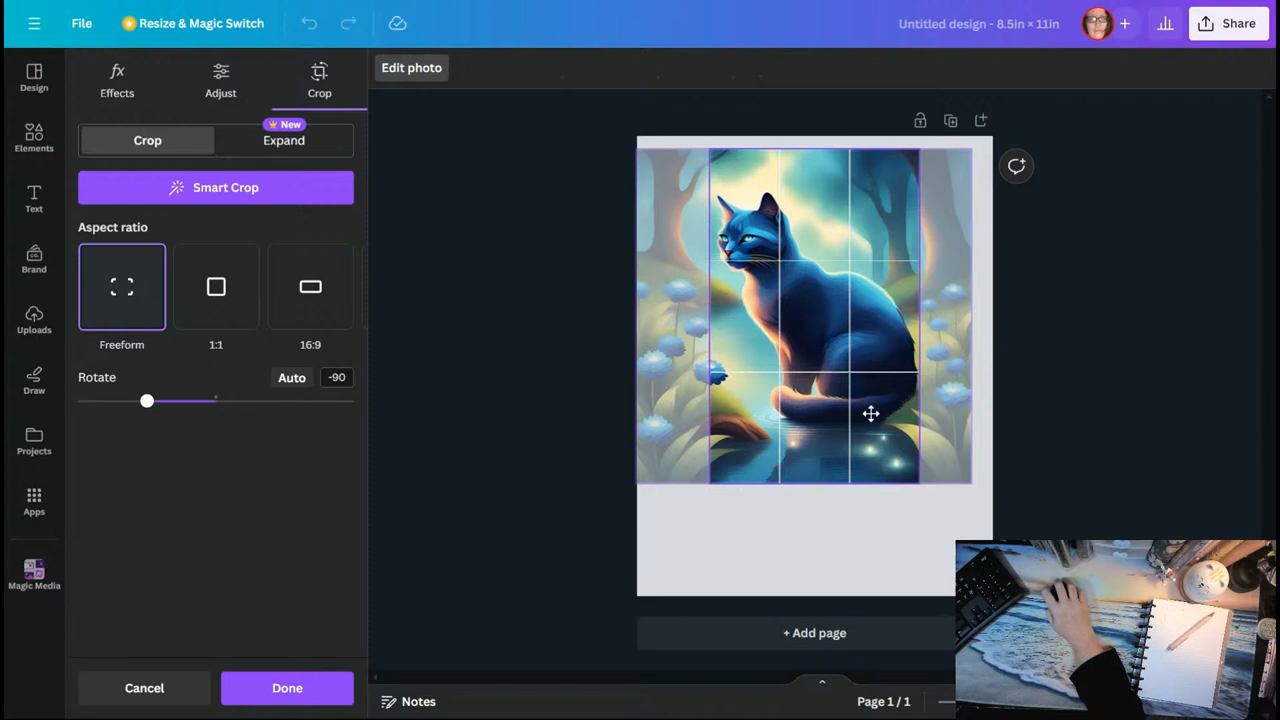 File
Resize & Magic Switch
Untitled design - 8.5in × 11in
Share
Design
Elements
Text
Brand
Uploads
Draw
Projects
Apps
Magic Media
fx
Effects
Adjust
Crop
Edit photo
New
Crop
Expand
Smart Crop
Aspect ratio
Freeform
1:1
16:9
Rotate
Auto
-90
Cancel
Done
+ Add page
Notes
Page 1 / 1